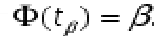 Φ(t_β) = β.